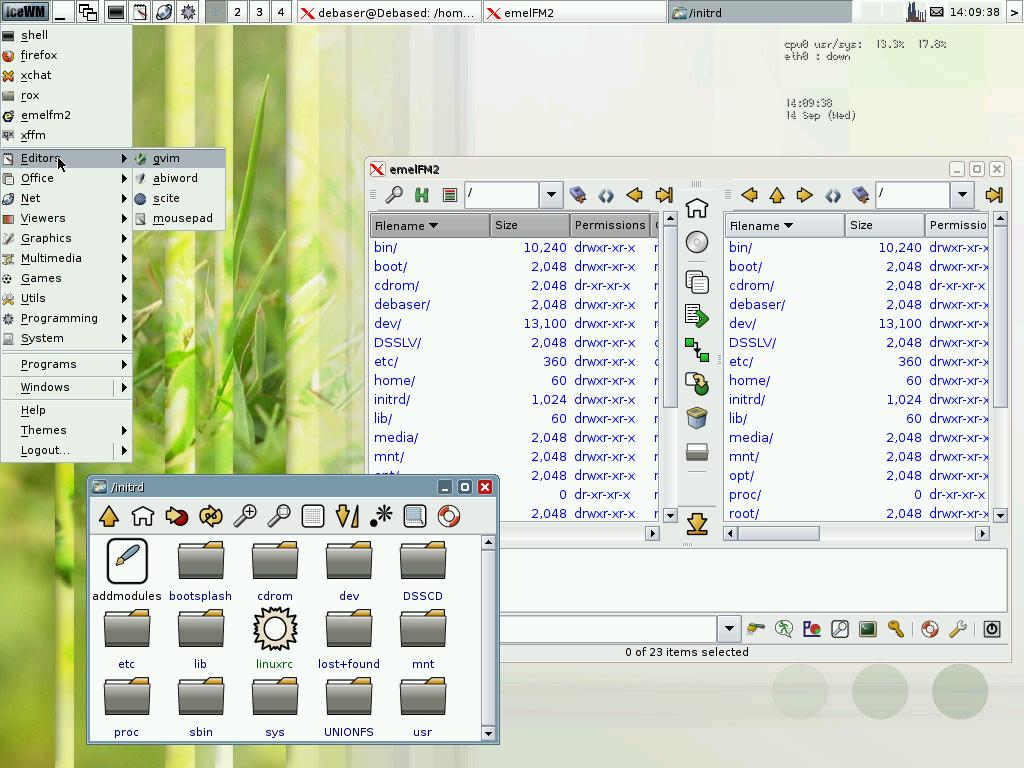 iceWM 1 2 3 4 debaser@Debased: /hom... emelFM2 /initrd 14:09:38 >
shell
firefox
xchat
rox
emelfm2
xffm
Editors
Office
Net
Viewers
Graphics
Multimedia
Games
Utils
Programming
System
Programs
Windows
Help
Themes
Logout...
gvim
abiword
scite
mousepad
cpu0 usr/sys: 13.3% 17.8%
eth0 : down
14:09:38
14 Sep (Wed)
emelFM2
/
Filename Size Permissions
bin/ 10,240 drwxr-xr-x
boot/ 2,048 drwxr-xr-x
cdrom/ 2,048 dr-xr-xr-x
debaser/ 2,048 drwxr-xr-x
dev/ 13,100 drwxr-xr-x
DSSLV/ 2,048 drwxr-xr-x
etc/ 360 drwxr-xr-x
home/ 60 drwxr-xr-x
initrd/ 1,024 drwxr-xr-x
lib/ 60 drwxr-xr-x
media/ 2,048 drwxr-xr-x
mnt/ 2,048 drwxr-xr-x
opt/ 2,048 drwxr-xr-x
0 dr-xr-xr-x
2,048 drwxr-xr-x
/
Filename Size Permissio
bin/ 10,240 drwxr-xr-x
boot/ 2,048 drwxr-xr-x
cdrom/ 2,048 dr-xr-xr-x
debaser/ 2,048 drwxr-xr-x
dev/ 13,100 drwxr-xr-x
DSSLV/ 2,048 drwxr-xr-x
etc/ 360 drwxr-xr-x
home/ 60 drwxr-xr-x
initrd/ 1,024 drwxr-xr-x
lib/ 60 drwxr-xr-x
media/ 2,048 drwxr-xr-x
mnt/ 2,048 drwxr-xr-x
opt/ 2,048 drwxr-xr-x
proc/ 0 dr-xr-xr-x
root/ 2,048 drwxr-xr-x
0 of 23 items selected
/initrd
addmodules bootsplash cdrom dev DSSCD
etc lib linuxrc lost+found mnt
proc sbin sys UNIONFS usr